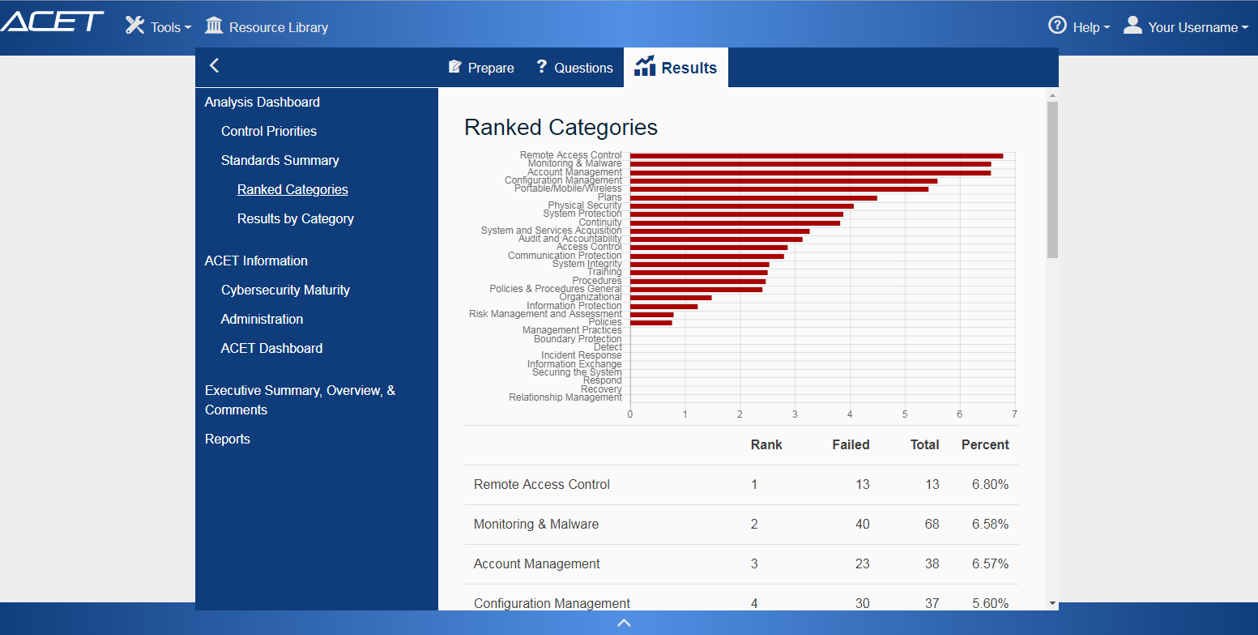 ACET
Tools
Resource Library
Help
Your Username
Prepare
? Questions
Results
Analysis Dashboard
Control Priorities
Standards Summary
Ranked Categories
Results by Category
ACET Information
Cybersecurity Maturity
Administration
ACET Dashboard
Executive Summary, Overview, &
Comments
Reports
Ranked Categories
Remote Access Control
Monitoring & Malware
Account Management
Configuration Management
Portable/Mobile/Wireless
Plans
Physical Security
System Protection
Continuity
System and Services Acquisition
Audit and Accountability
Access Control
Communication Protection
System Integrity
Training
Procedures
Policies & Procedures General
Organizational
Information Protection
Risk Management and Assessment
Policies
Management Practices
Boundary Protection
Detect
Incident Response
Information Exchange
Securing the System
Respond
Recovery
Relationship Management
0 1 2 3 4 5 6 7
Rank Failed Total Percent
Remote Access Control 1 13 13 6.80%
Monitoring & Malware 2 40 68 6.58%
Account Management 3 23 38 6.57%
Configuration Management 4 30 37 5.60%